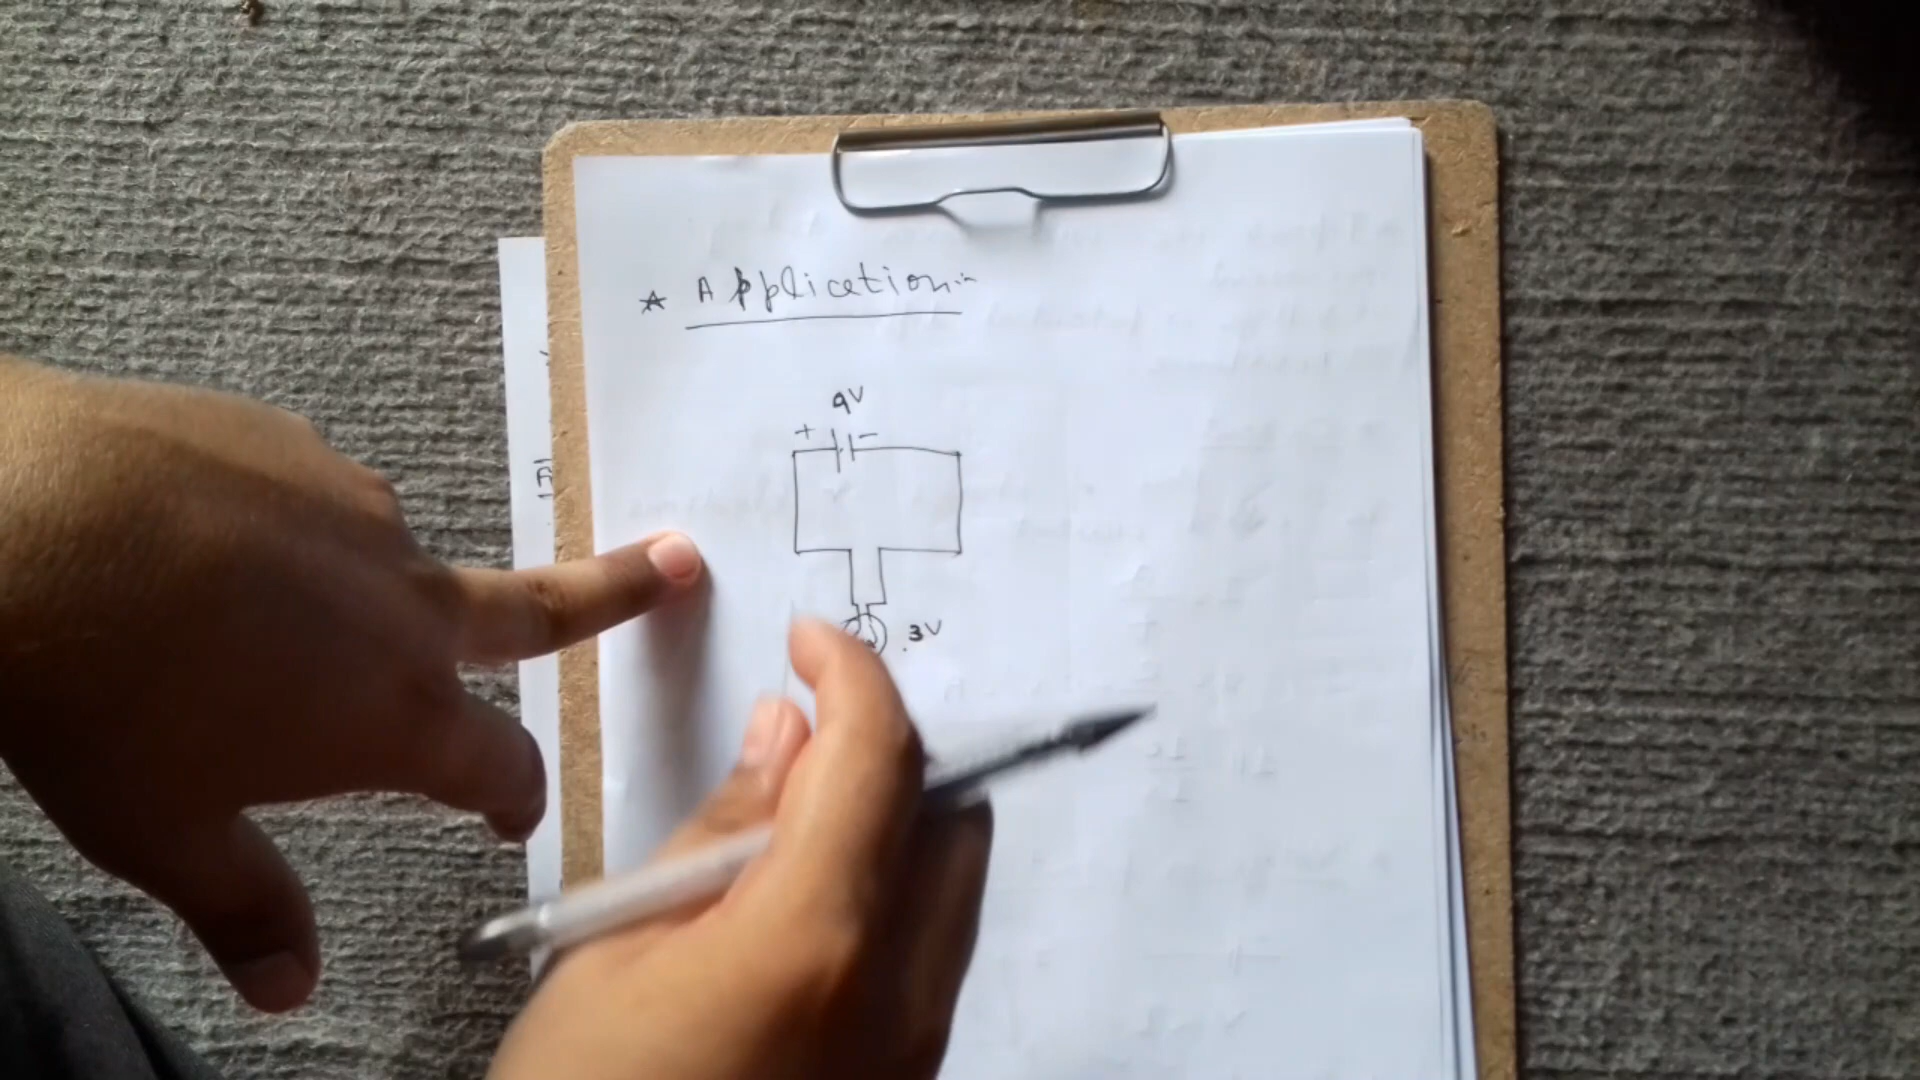 * Application:-
9V
+ -
3V